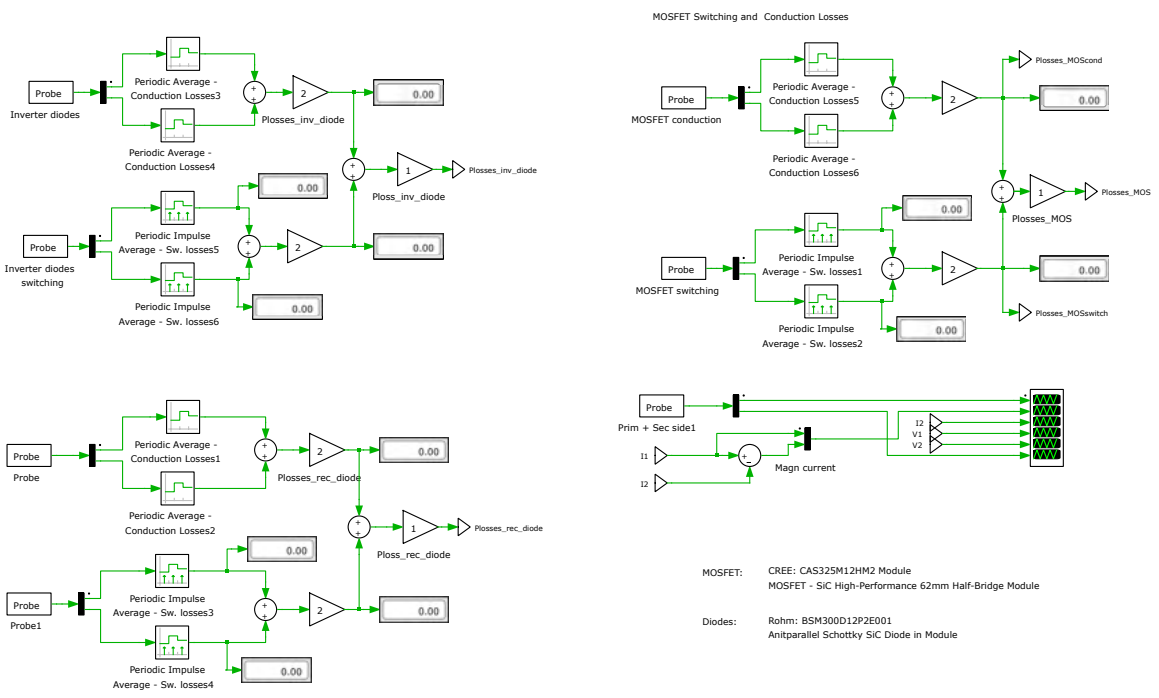 MOSFET Switching and  Conduction Losses
Probe
Inverter diodes
Periodic Average -
Conduction Losses3
Periodic Average -
Conduction Losses4
+
+
2
Plosses_inv_diode
0.00
+
+
1
Ploss_inv_diode
Plosses_inv_diode
Probe
Inverter diodes
switching
Periodic Impulse
Average - Sw. losses5
Periodic Impulse
Average - Sw. losses6
0.00
+
+
2
0.00
0.00
Probe
MOSFET conduction
Periodic Average -
Conduction Losses5
Periodic Average -
Conduction Losses6
+
+
2
Plosses_MOScond
0.00
+
+
1
Plosses_MOS
Plosses_MOS
Probe
MOSFET switching
Periodic Impulse
Average - Sw. losses1
Periodic Impulse
Average - Sw. losses2
0.00
+
+
2
0.00
Plosses_MOSswitch
0.00
Probe
Probe
Periodic Average -
Conduction Losses1
Periodic Average -
Conduction Losses2
+
+
2
Plosses_rec_diode
0.00
+
+
1
Ploss_rec_diode
Plosses_rec_diode
Probe
Probe1
Periodic Impulse
Average - Sw. losses3
Periodic Impulse
Average - Sw. losses4
0.00
+
+
2
0.00
0.00
Probe
Prim + Sec side1
I1
I2
+
−
Magn current
I2
V1
V2
MOSFET: CREE: CAS325M12HM2 Module
MOSFET - SiC High-Performance 62mm Half-Bridge Module
Diodes: Rohm: BSM300D12P2E001
Anitparallel Schottky SiC Diode in Module